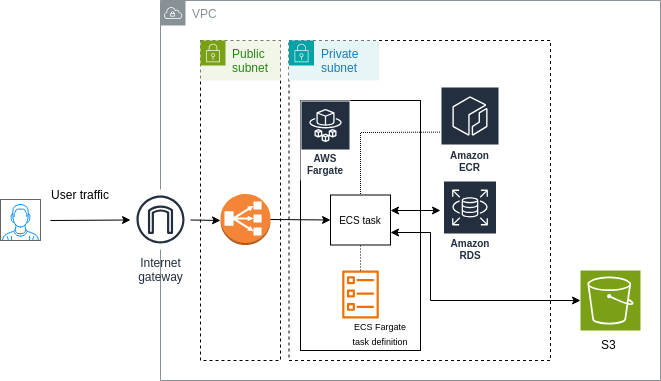 VPC
Public
subnet
Private
subnet
AWS
Fargate
Amazon
ECR
User traffic
ECS task
Internet
gateway
Amazon
RDS
ECS Fargate
task definition
S3